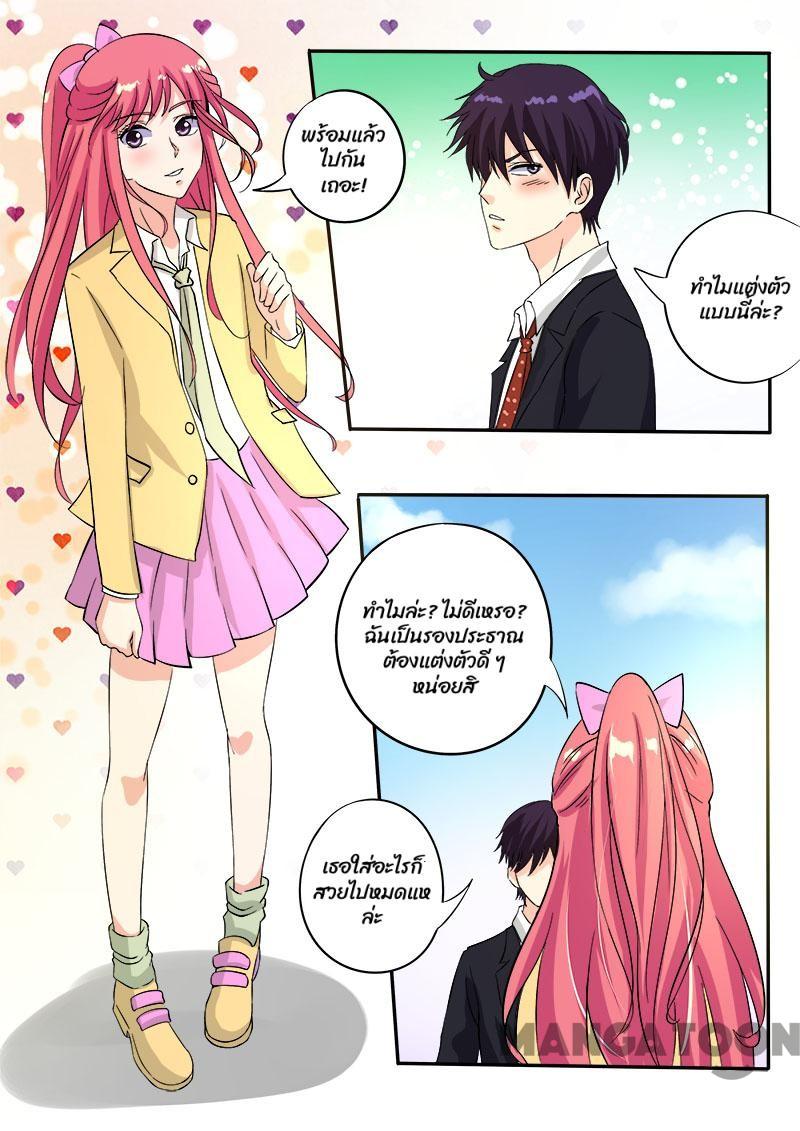 พร้อมแล้ว
ไปกัน
เถอะ!
ทำไมแต่งตัว
แบบนี้ล่ะ?
ทำไมล่ะ? ไม่ดีเหรอ?
ฉันเป็นรองประธาณ
ต้องแต่งตัวดี ๆ
หน่อยสิ
เธอใส่อะไรก็
สวยไปหมดแห
ล่ะ
MANGATOON